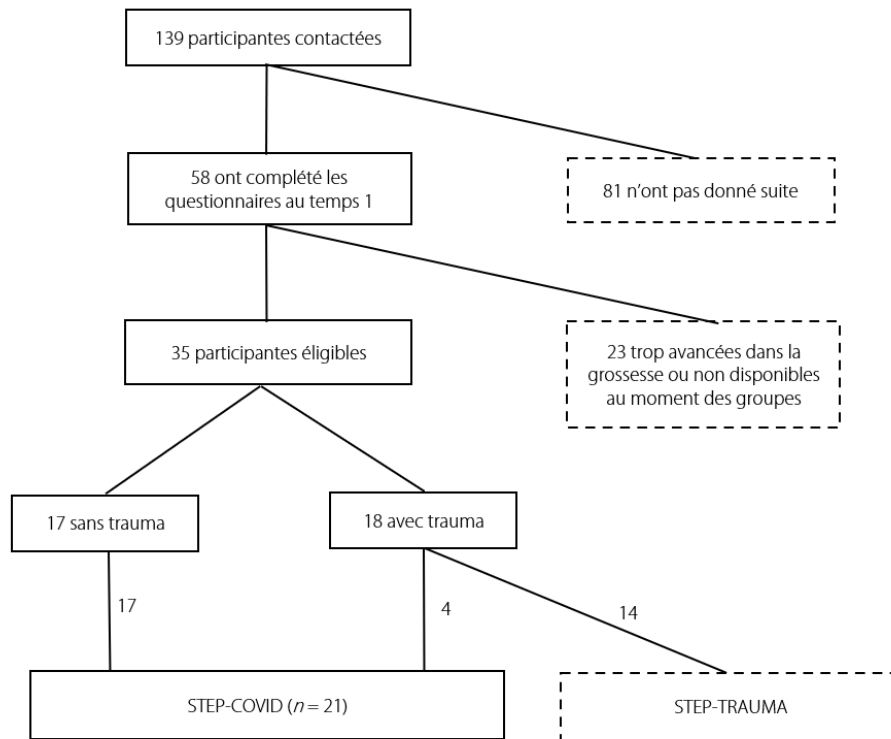 139 participantes contactées
58 ont complété les
questionnaires au temps 1
81 n'ont pas donné suite
35 participantes éligibles
23 trop avancées dans la
grossesse ou non disponibles
au moment des groupes
17 sans trauma
18 avec trauma
17
4
14
STEP-COVID (n = 21)
STEP-TRAUMA